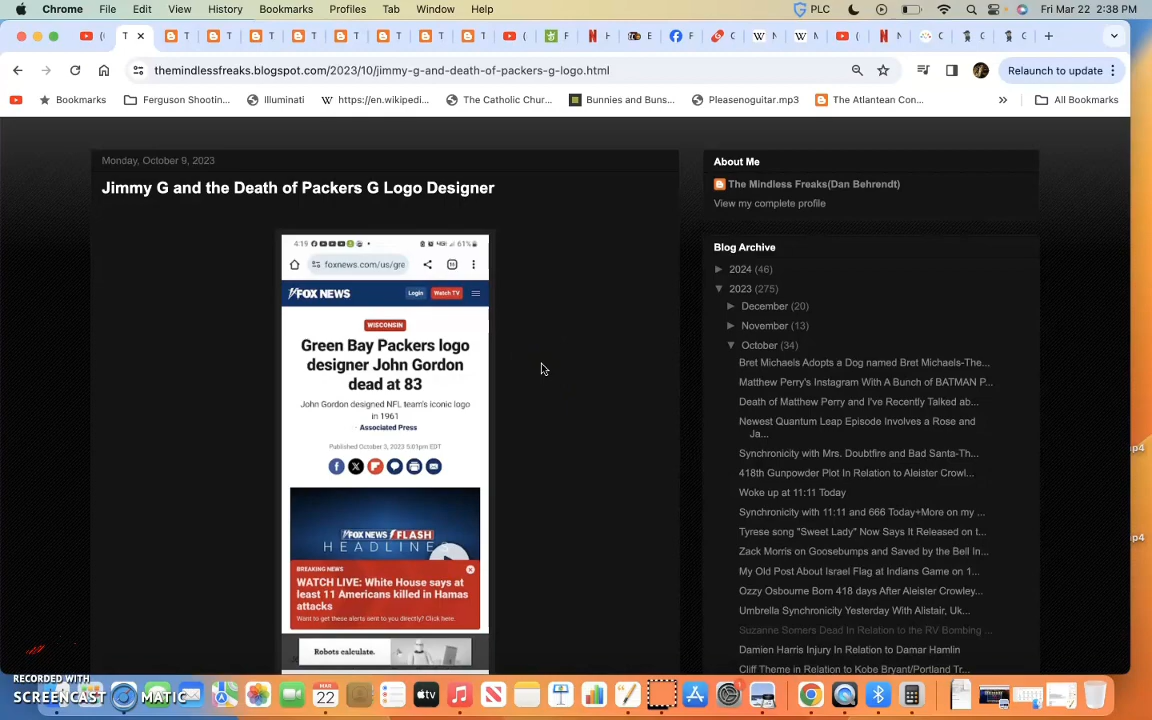 Chrome File Edit View History Bookmarks Profiles Tab Window Help PLC Fri Mar 22 2:38 PM
themindlessfreaks.blogspot.com/2023/10/jimmy-g-and-death-of-packers-g-logo.html Relaunch to update
Bookmarks Ferguson Shootin... Illuminati https://en.wikipedi... The Catholic Chur... Bunnies and Buns... Pleasenoguitar.mp3 The Atlantean Con... » All Bookmarks
Monday, October 9, 2023
Jimmy G and the Death of Packers G Logo Designer
4:19 61%
foxnews.com/us/gre
FOX NEWS Login Watch TV
WISCONSIN
Green Bay Packers logo
designer John Gordon
dead at 83
John Gordon designed NFL team's iconic logo
in 1961
- Associated Press
Published October 3, 2023 5:01pm EDT
FOX NEWS FLASH
HEADLINES
BREAKING NEWS
WATCH LIVE: White House says at
least 11 Americans killed in Hamas
attacks
Want to get these alerts sent to you directly? Click here.
Robots calculate.
About Me
The Mindless Freaks(Dan Behrendt)
View my complete profile
Blog Archive
► 2024 (46)
▼ 2023 (275)
► December (20)
► November (13)
▼ October (34)
Bret Michaels Adopts a Dog named Bret Michaels-The...
Matthew Perry's Instagram With A Bunch of BATMAN P...
Death of Matthew Perry and I've Recently Talked ab...
Newest Quantum Leap Episode Involves a Rose and
Ja...
Synchronicity with Mrs. Doubtfire and Bad Santa-Th...
418th Gunpowder Plot In Relation to Aleister Crowl...
Woke up at 11:11 Today
Synchronicity with 11:11 and 666 Today+More on my ...
Tyrese song "Sweet Lady" Now Says It Released on t...
Zack Morris on Goosebumps and Saved by the Bell In...
My Old Post About Israel Flag at Indians Game on 1...
Ozzy Osbourne Born 418 days After Aleister Crowley...
Umbrella Synchronicity Yesterday With Alistair, Uk...
Suzanne Somers Dead In Relation to the RV Bombing ...
Damien Harris Injury In Relation to Damar Hamlin
Cliff Theme in Relation to Kobe Bryant/Portland Tr...
mp4
mp4
RECORDED WITH
SCREENCAST MATIC
MAR
22
tv